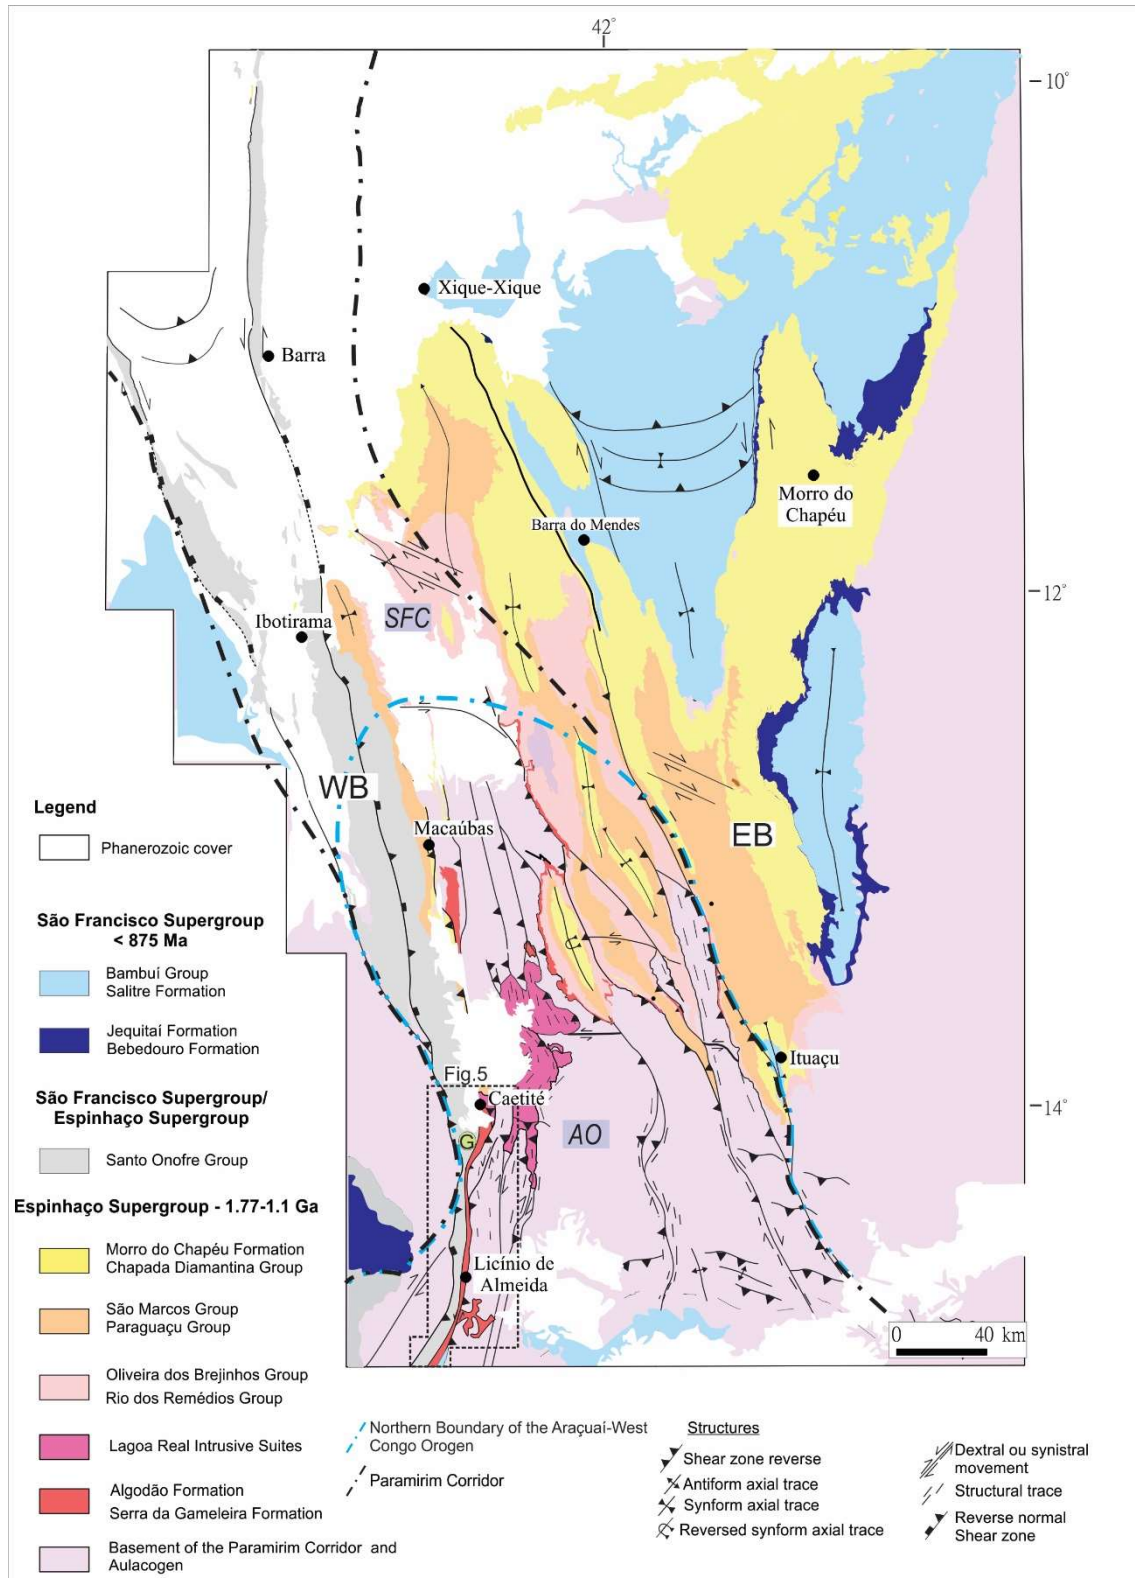 42°
10°
Xique-Xique
Barra
Morro do
Chapéu
Barra do Mendes
12°
Ibotirama
SFC
WB
EB
Macaúbas
Ituaçu
Fig.5
Caetité
14°
G
AO
Licínio de
Almeida
0 40 km
Legend
Phanerozoic cover
São Francisco Supergroup
< 875 Ma
Bambuí Group
Salitre Formation
Jequitaí Formation
Bebedouro Formation
São Francisco Supergroup/
Espinhaço Supergroup
Santo Onofre Group
Espinhaço Supergroup - 1.77-1.1 Ga
Morro do Chapéu Formation
Chapada Diamantina Group
São Marcos Group
Paraguaçu Group
Oliveira dos Brejinhos Group
Rio dos Remédios Group
Lagoa Real Intrusive Suites
Algodão Formation
Serra da Gameleira Formation
Basement of the Paramirim Corridor and
Aulacogen
Northern Boundary of the Araçuaí-West
Congo Orogen
Paramirim Corridor
Structures
Shear zone reverse
Antiform axial trace
Synform axial trace
Reversed synform axial trace
Dextral ou synistral
movement
Structural trace
Reverse normal
Shear zone